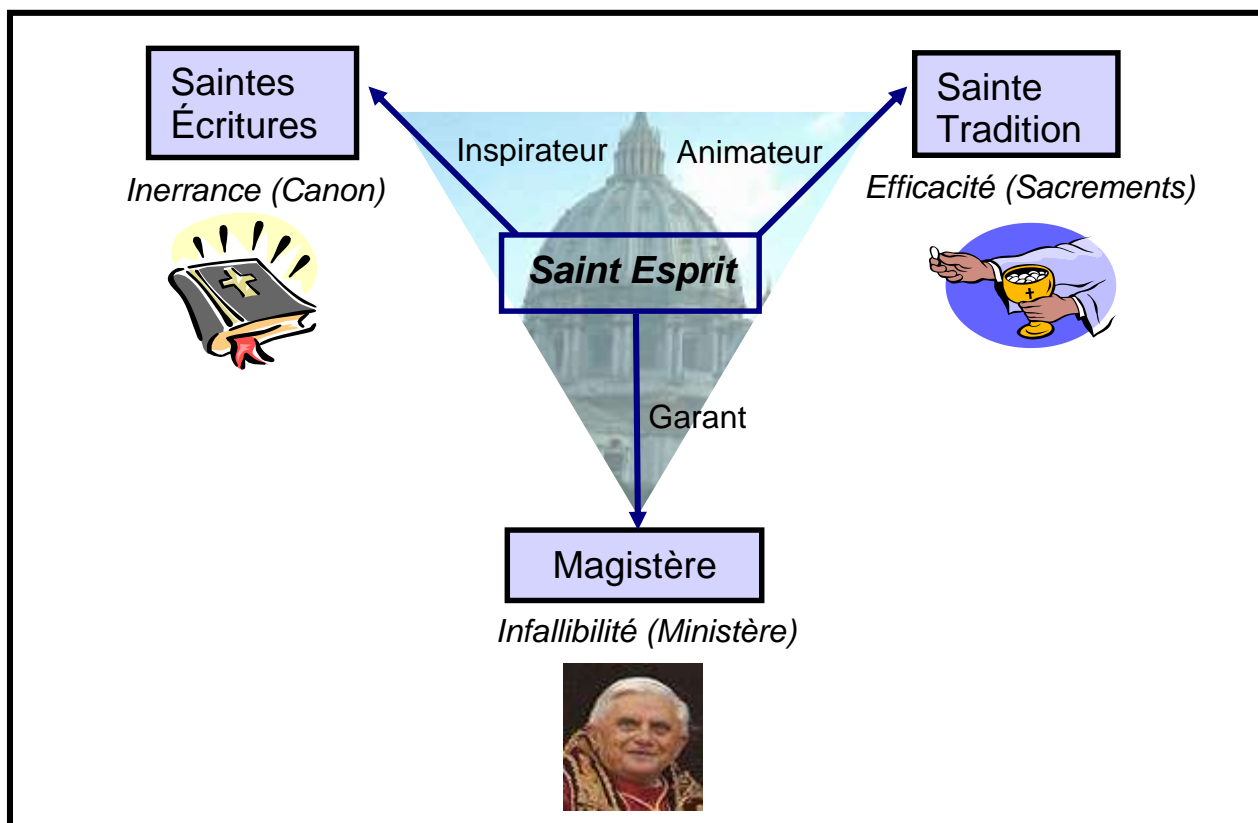 Saintes
Écritures
Sainte
Tradition
Inspirateur
Animateur
Inerrance (Canon)
Efficacité (Sacrements)
Saint Esprit
Garant
Magistère
Infallibilité (Ministère)